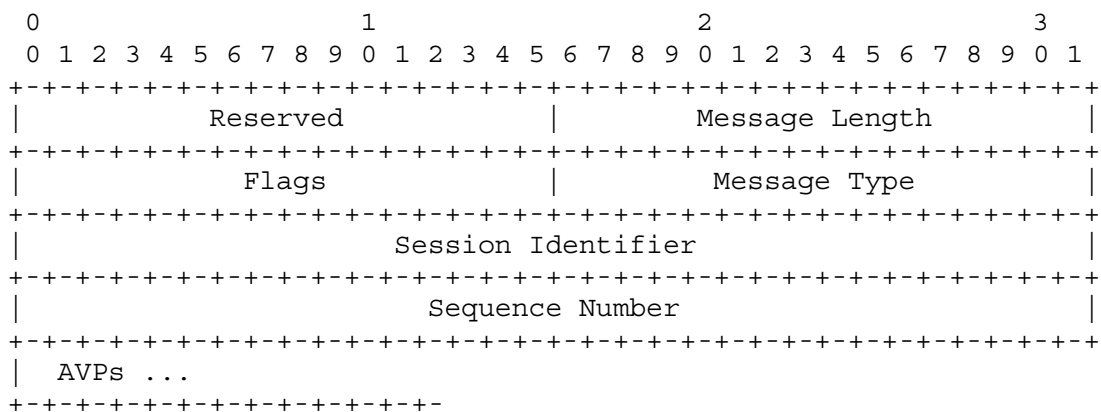 0                   1                   2                   3
 0 1 2 3 4 5 6 7 8 9 0 1 2 3 4 5 6 7 8 9 0 1 2 3 4 5 6 7 8 9 0 1
+-+-+-+-+-+-+-+-+-+-+-+-+-+-+-+-+-+-+-+-+-+-+-+-+-+-+-+-+-+-+-+-+
|           Reserved            |        Message Length         |
+-+-+-+-+-+-+-+-+-+-+-+-+-+-+-+-+-+-+-+-+-+-+-+-+-+-+-+-+-+-+-+-+
|             Flags             |         Message Type          |
+-+-+-+-+-+-+-+-+-+-+-+-+-+-+-+-+-+-+-+-+-+-+-+-+-+-+-+-+-+-+-+-+
|                      Session Identifier                       |
+-+-+-+-+-+-+-+-+-+-+-+-+-+-+-+-+-+-+-+-+-+-+-+-+-+-+-+-+-+-+-+-+
|                        Sequence Number                        |
+-+-+-+-+-+-+-+-+-+-+-+-+-+-+-+-+-+-+-+-+-+-+-+-+-+-+-+-+-+-+-+-+
|  AVPs ...
+-+-+-+-+-+-+-+-+-+-+-+-+-